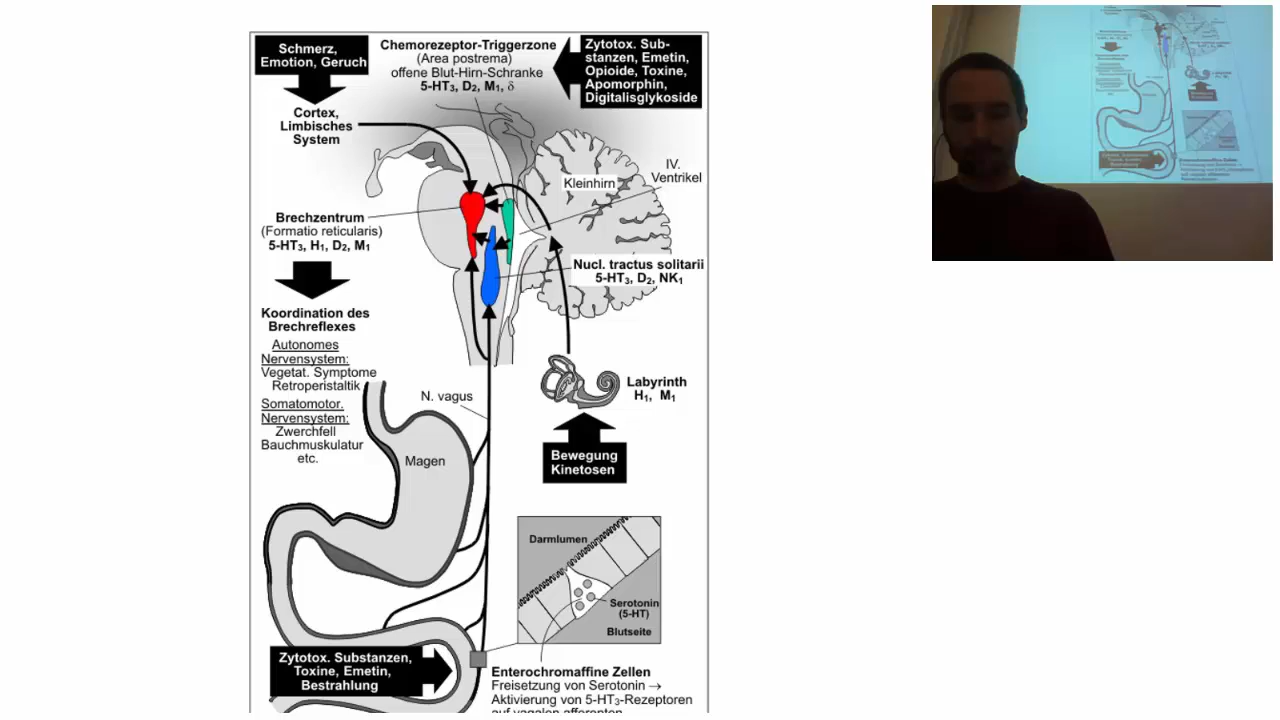 Schmerz,
Emotion, Geruch
Chemorezeptor-Triggerzone
(Area postrema)
offene Blut-Hirn-Schranke
5-HT₃, D₂, M₁, δ
Zytotox. Sub-
stanzen, Emetin,
Opioide, Toxine,
Apomorphin,
Digitalisglykoside
Cortex,
Limbisches
System
IV.
Ventrikel
Kleinhirn
Brechzentrum
(Formatio reticularis)
5-HT₃, H₁, D₂, M₁
Nucl. tractus solitarii
5-HT₃, D₂, NK₁
Koordination des
Brechreflexes
Autonomes
Nervensystem:
Vegetat. Symptome
Retroperistaltik
Somatomotor.
Nervensystem:
Zwerchfell
Bauchmuskulatur
etc.
N. vagus
Labyrinth
H₁, M₁
Magen
Bewegung
Kinetosen
Darmlumen
Serotonin
(5-HT)
Blutseite
Zytotox. Substanzen,
Toxine, Emetin,
Bestrahlung
Enterochromaffine Zellen
Freisetzung von Serotonin →
Aktivierung von 5-HT₃-Rezeptoren
auf vagalen afferenten